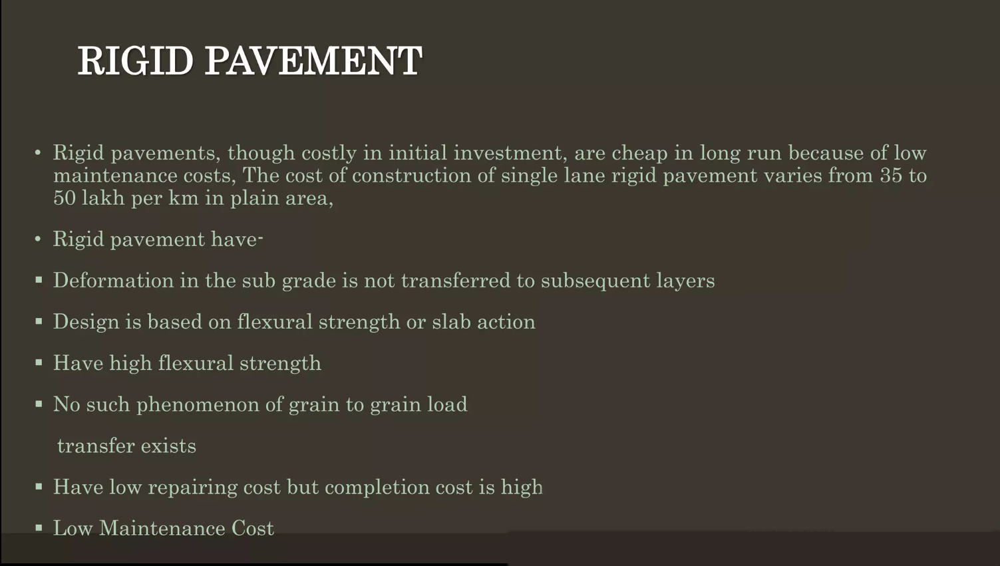 RIGID PAVEMENT
• Rigid pavements, though costly in initial investment, are cheap in long run because of low
maintenance costs, The cost of construction of single lane rigid pavement varies from 35 to
50 lakh per km in plain area,
• Rigid pavement have-
▪ Deformation in the sub grade is not transferred to subsequent layers
▪ Design is based on flexural strength or slab action
▪ Have high flexural strength
▪ No such phenomenon of grain to grain load
transfer exists
▪ Have low repairing cost but completion cost is high
▪ Low Maintenance Cost